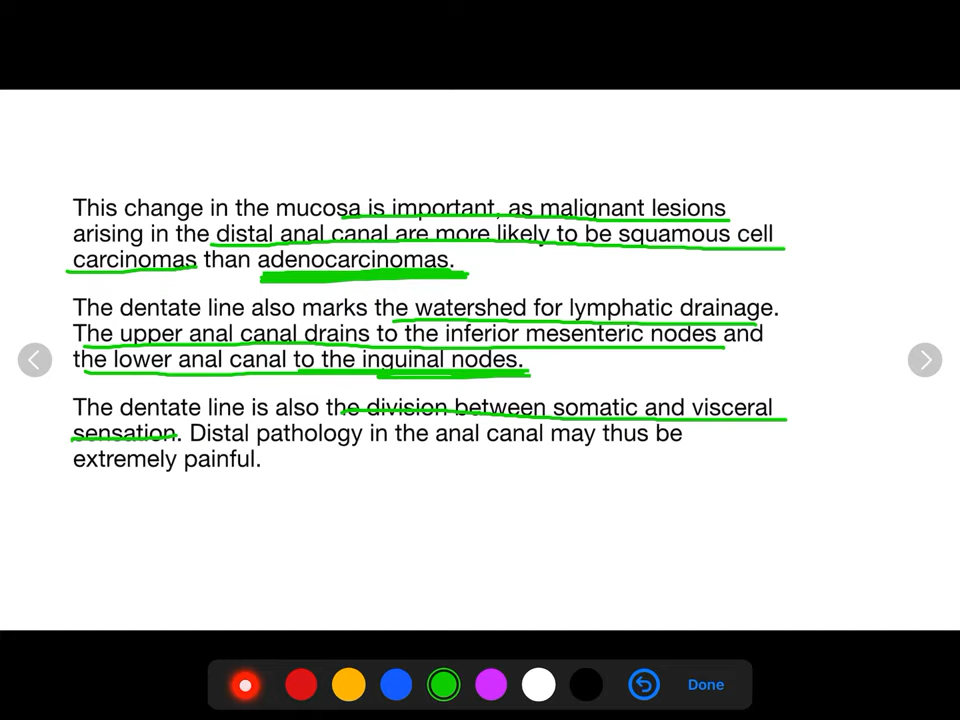 This change in the mucosa is important, as malignant lesions
arising in the distal anal canal are more likely to be squamous cell
carcinomas than adenocarcinomas.
The dentate line also marks the watershed for lymphatic drainage.
The upper anal canal drains to the inferior mesenteric nodes and
the lower anal canal to the inguinal nodes.
The dentate line is also the division between somatic and visceral
sensation. Distal pathology in the anal canal may thus be
extremely painful.
Done